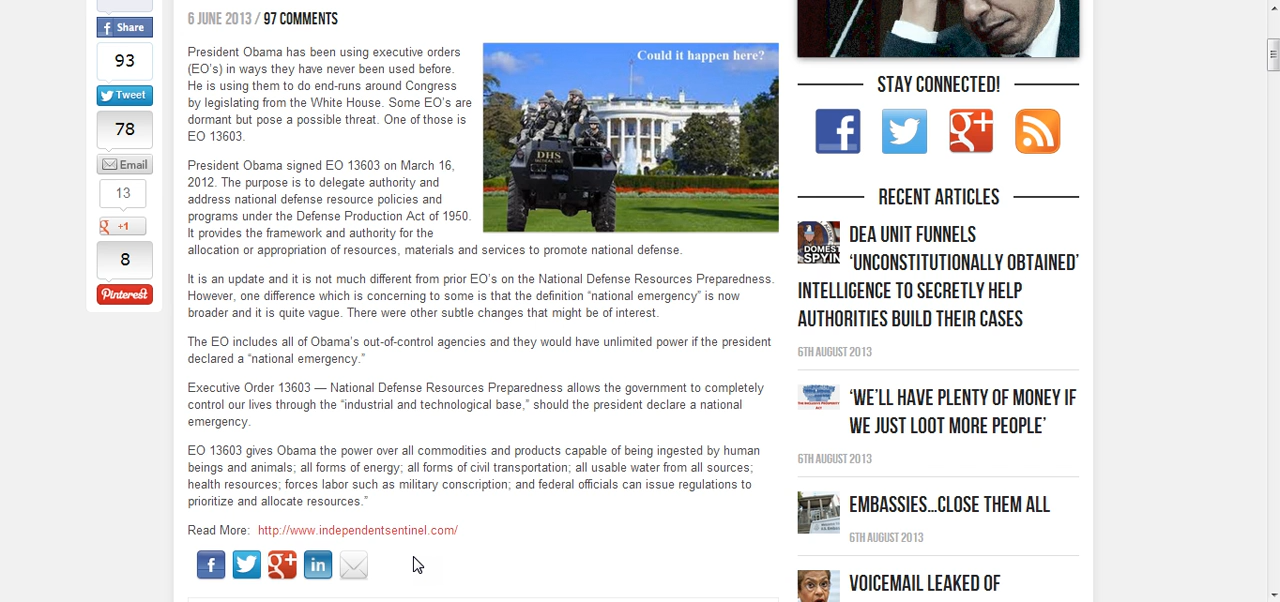 Share
93
Tweet
78
Email
13
+1
8
Pinterest
6 JUNE 2013 / 97 COMMENTS
President Obama has been using executive orders
(EO's) in ways they have never been used before.
He is using them to do end-runs around Congress
by legislating from the White House. Some EO's are
dormant but pose a possible threat. One of those is
EO 13603.
Could it happen here?
DHS
President Obama signed EO 13603 on March 16,
2012. The purpose is to delegate authority and
address national defense resource policies and
programs under the Defense Production Act of 1950.
It provides the framework and authority for the
allocation or appropriation of resources, materials and services to promote national defense.
It is an update and it is not much different from prior EO's on the National Defense Resources Preparedness.
However, one difference which is concerning to some is that the definition “national emergency” is now
broader and it is quite vague. There were other subtle changes that might be of interest.
The EO includes all of Obama's out-of-control agencies and they would have unlimited power if the president
declared a “national emergency.”
Executive Order 13603 — National Defense Resources Preparedness allows the government to completely
control our lives through the “industrial and technological base,” should the president declare a national
emergency.
EO 13603 gives Obama the power over all commodities and products capable of being ingested by human
beings and animals; all forms of energy; all forms of civil transportation; all usable water from all sources;
health resources; forces labor such as military conscription; and federal officials can issue regulations to
prioritize and allocate resources.”
Read More: http://www.independentsentinel.com/
STAY CONNECTED!
RECENT ARTICLES
DOMEST
SPYIN
DEA UNIT FUNNELS
‘UNCONSTITUTIONALLY OBTAINED’
INTELLIGENCE TO SECRETLY HELP
AUTHORITIES BUILD THEIR CASES
6TH AUGUST 2013
‘WE'LL HAVE PLENTY OF MONEY IF
WE JUST LOOT MORE PEOPLE’
6TH AUGUST 2013
EMBASSIES...CLOSE THEM ALL
6TH AUGUST 2013
VOICEMAIL LEAKED OF